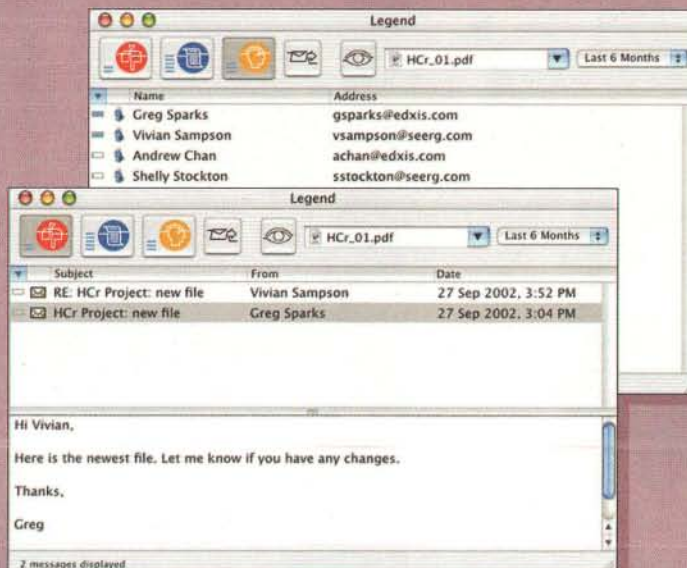 Legend
HCr_01.pdf
Last 6 Months
Name Address
Greg Sparks gsparks@edxis.com
Vivian Sampson vsampson@seerg.com
Andrew Chan achan@edxis.com
Shelly Stockton sstockton@seerg.com
Legend
HCr_01.pdf
Last 6 Months
Subject From Date
RE: HCr Project: new file Vivian Sampson 27 Sep 2002, 3:52 PM
HCr Project: new file Greg Sparks 27 Sep 2002, 3:04 PM
Hi Vivian,
Here is the newest file. Let me know if you have any changes.
Thanks,
Greg
2 messages displayed